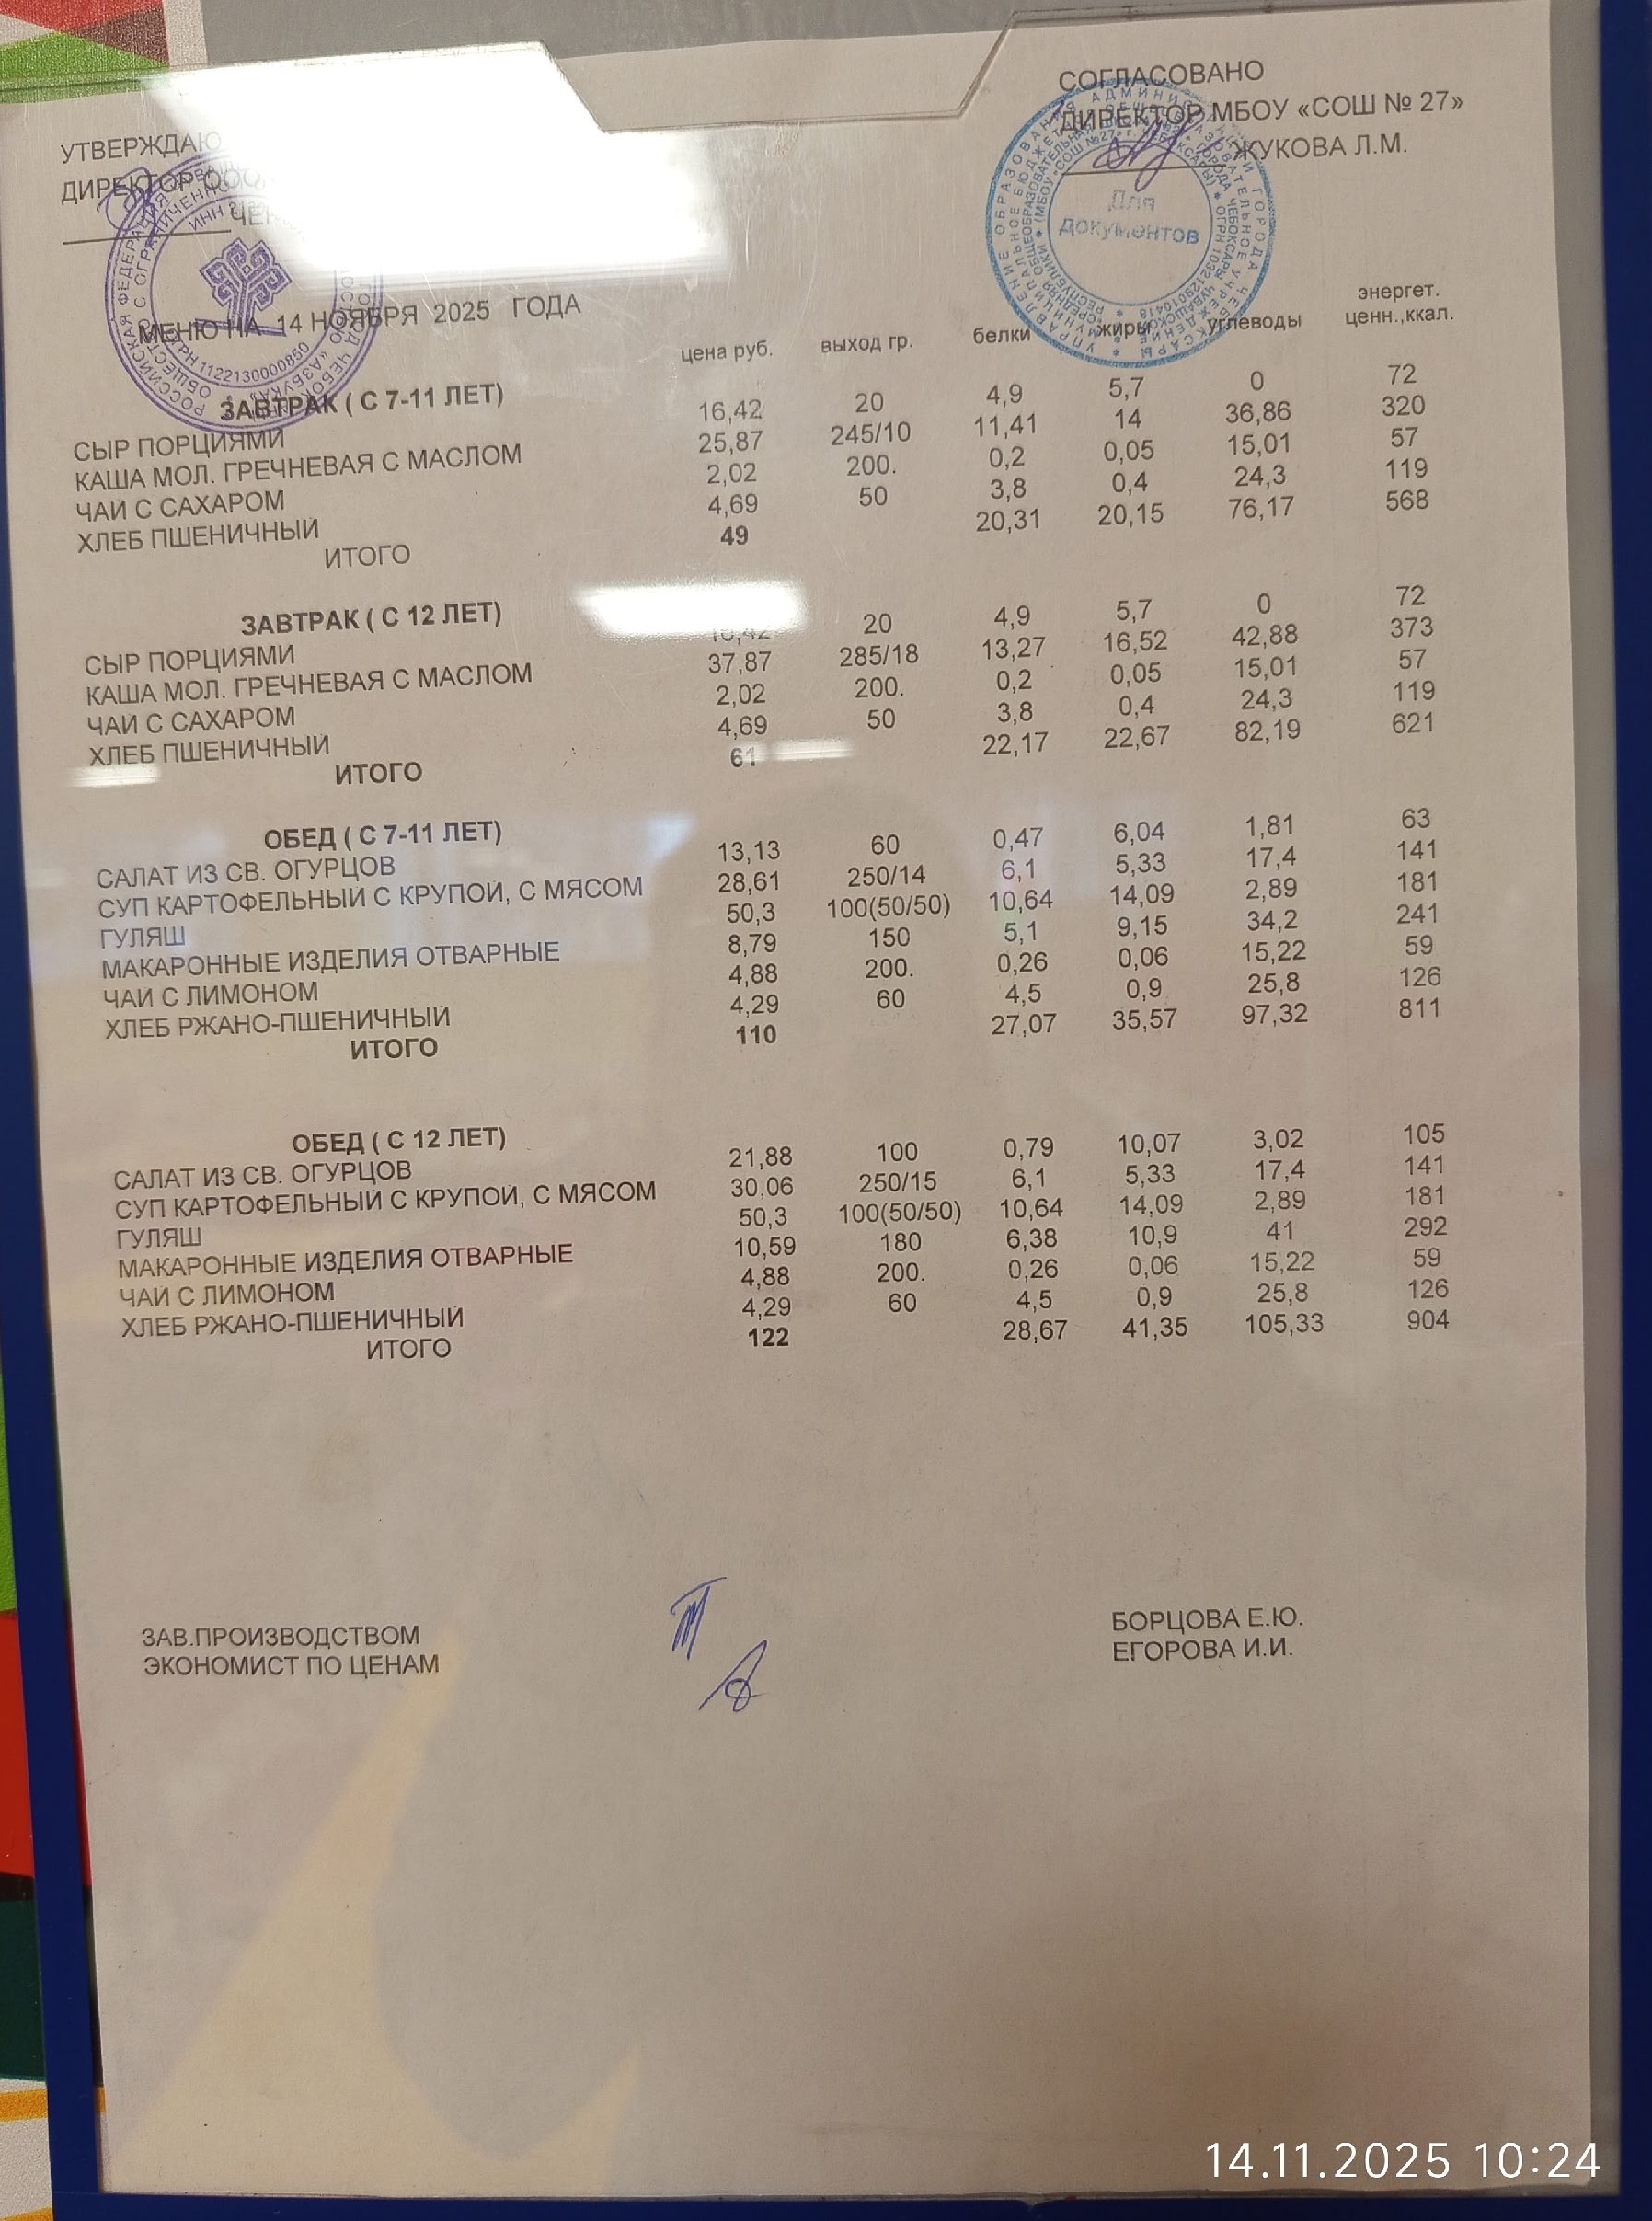 СОГЛАСОВАНО
ДИРЕКТОР МБОУ «СОШ № 27»
ЖУКОВА Л.М.
УТВЕРЖДАЮ
ДИРЕКТОР ООО
Для документов
МЕНЮ НА 14 НОЯБРЯ 2025 ГОДА
цена руб. выход гр. белки жиры углеводы энергет. ценн.,ккал.
ЗАВТРАК ( С 7-11 ЛЕТ)
СЫР ПОРЦИЯМИ 16,42 20 4,9 5,7 0 72
КАША МОЛ. ГРЕЧНЕВАЯ С МАСЛОМ 25,87 245/10 11,41 14 36,86 320
ЧАЙ С САХАРОМ 2,02 200. 0,2 0,05 15,01 57
ХЛЕБ ПШЕНИЧНЫЙ 4,69 50 3,8 0,4 24,3 119
ИТОГО 49 20,31 20,15 76,17 568
ЗАВТРАК ( С 12 ЛЕТ)
СЫР ПОРЦИЯМИ 16,42 20 4,9 5,7 0 72
КАША МОЛ. ГРЕЧНЕВАЯ С МАСЛОМ 37,87 285/18 13,27 16,52 42,88 373
ЧАЙ С САХАРОМ 2,02 200. 0,2 0,05 15,01 57
ХЛЕБ ПШЕНИЧНЫЙ 4,69 50 3,8 0,4 24,3 119
ИТОГО 61 22,17 22,67 82,19 621
ОБЕД ( С 7-11 ЛЕТ)
САЛАТ ИЗ СВ. ОГУРЦОВ 13,13 60 0,47 6,04 1,81 63
СУП КАРТОФЕЛЬНЫЙ С КРУПОЙ, С МЯСОМ 28,61 250/14 6,1 5,33 17,4 141
ГУЛЯШ 50,3 100(50/50) 10,64 14,09 2,89 181
МАКАРОННЫЕ ИЗДЕЛИЯ ОТВАРНЫЕ 8,79 150 5,1 9,15 34,2 241
ЧАЙ С ЛИМОНОМ 4,88 200. 0,26 0,06 15,22 59
ХЛЕБ РЖАНО-ПШЕНИЧНЫЙ 4,29 60 4,5 0,9 25,8 126
ИТОГО 110 27,07 35,57 97,32 811
ОБЕД ( С 12 ЛЕТ)
САЛАТ ИЗ СВ. ОГУРЦОВ 21,88 100 0,79 10,07 3,02 105
СУП КАРТОФЕЛЬНЫЙ С КРУПОЙ, С МЯСОМ 30,06 250/15 6,1 5,33 17,4 141
ГУЛЯШ 50,3 100(50/50) 10,64 14,09 2,89 181
МАКАРОННЫЕ ИЗДЕЛИЯ ОТВАРНЫЕ 10,59 180 6,38 10,9 41 292
ЧАЙ С ЛИМОНОМ 4,88 200. 0,26 0,06 15,22 59
ХЛЕБ РЖАНО-ПШЕНИЧНЫЙ 4,29 60 4,5 0,9 25,8 126
ИТОГО 122 28,67 41,35 105,33 904
ЗАВ.ПРОИЗВОДСТВОМ БОРЦОВА Е.Ю.
ЭКОНОМИСТ ПО ЦЕНАМ ЕГОРОВА И.И.
14.11.2025 10:24